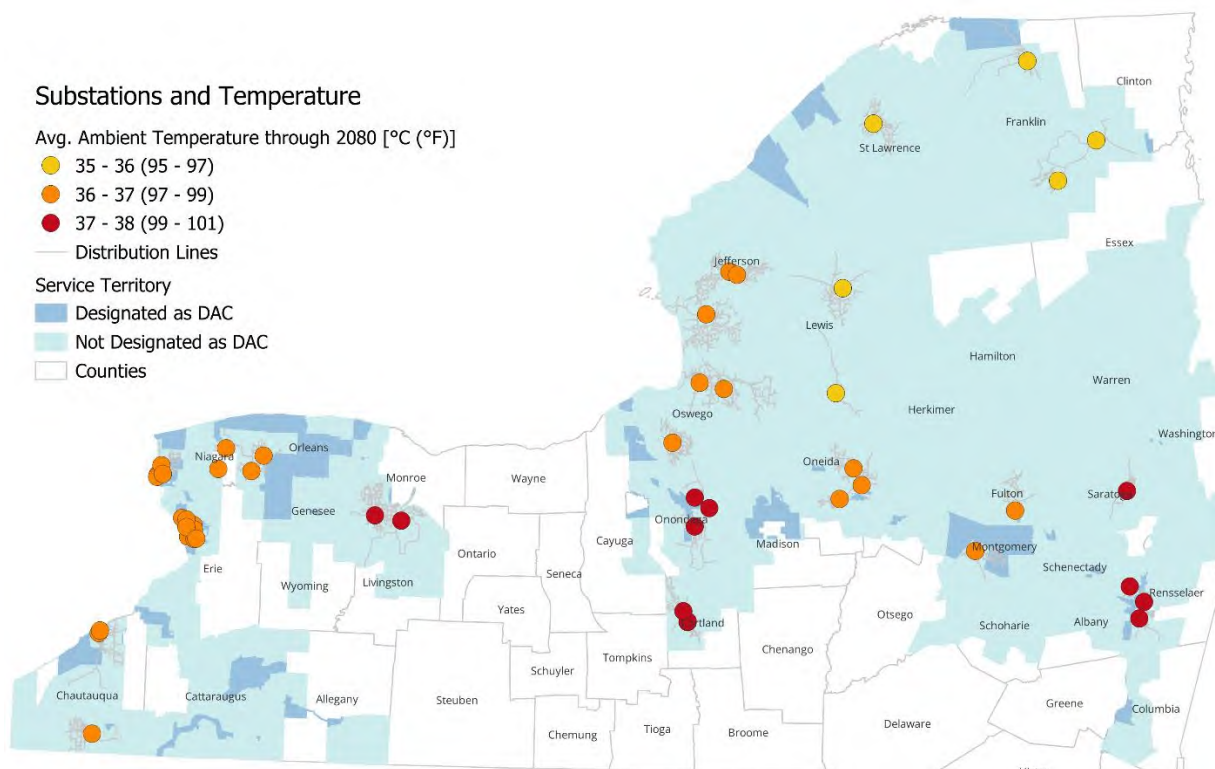 Substations and Temperature
Avg. Ambient Temperature through 2080 [°C (°F)]
35 - 36 (95 - 97)
36 - 37 (97 - 99)
37 - 38 (99 - 101)
Distribution Lines
Service Territory
Designated as DAC
Not Designated as DAC
Counties
Clinton
Franklin
St Lawrence
Essex
Jefferson
Lewis
Hamilton
Warren
Herkimer
Oswego
Washington
Niagara
Orleans
Monroe
Wayne
Oneida
Fulton
Saratoga
Genesee
Onondaga
Madison
Montgomery
Ontario
Cayuga
Seneca
Erie
Wyoming
Livingston
Schenectady
Rensselaer
Yates
Otsego
Schoharie
Albany
Cortland
Chenango
Tompkins
Schuyler
Chautauqua
Cattaraugus
Allegany
Steuben
Greene
Columbia
Chemung
Tioga
Broome
Delaware